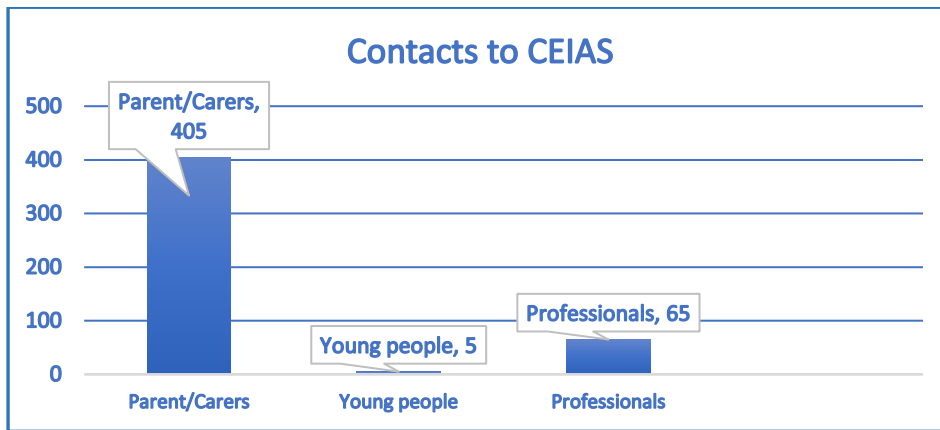 Contacts to CEIAS
500
400
300
200
100
0
Parent/Carers,
405
Young people, 5
Professionals, 65
Parent/Carers
Young people
Professionals